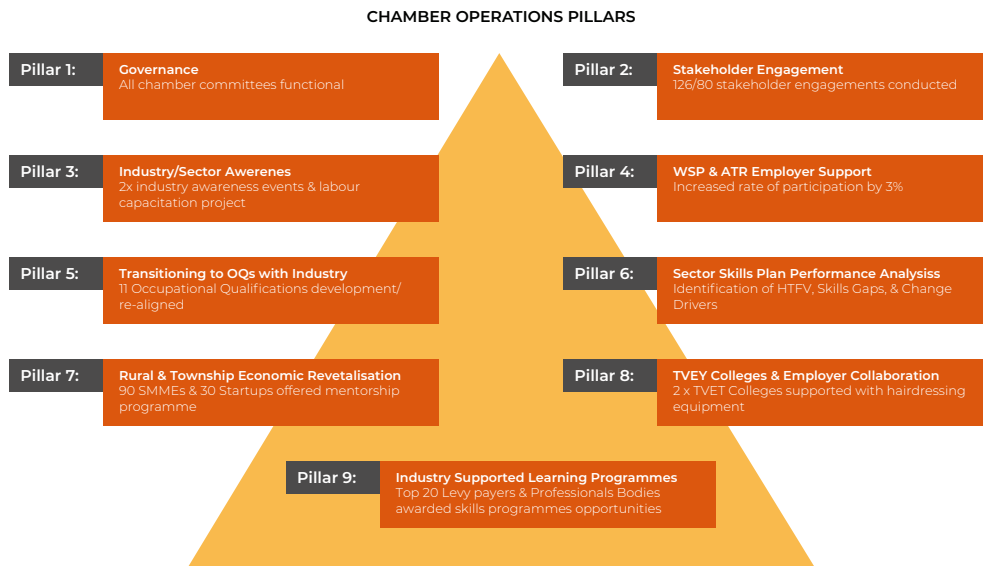 CHAMBER OPERATIONS PILLARS
Pillar 1:
Governance
All chamber committees functional
Pillar 2:
Stakeholder Engagement
126/80 stakeholder engagements conducted
Pillar 3:
Industry/Sector Awerenes
2x industry awareness events & labour
capacitation project
Pillar 4:
WSP & ATR Employer Support
Increased rate of participation by 3%
Pillar 5:
Transitioning to OQs with Industry
11 Occupational Qualifications development/
re-aligned
Pillar 6:
Sector Skills Plan Performance Analysiss
Identification of HTFV, Skills Gaps, & Change
Drivers
Pillar 7:
Rural & Township Economic Revetalisation
90 SMMEs & 30 Startups offered mentorship
programme
Pillar 8:
TVEY Colleges & Employer Collaboration
2 x TVET Colleges supported with hairdressing
equipment
Pillar 9:
Industry Supported Learning Programmes
Top 20 Levy payers & Professionals Bodies
awarded skills programmes opportunities